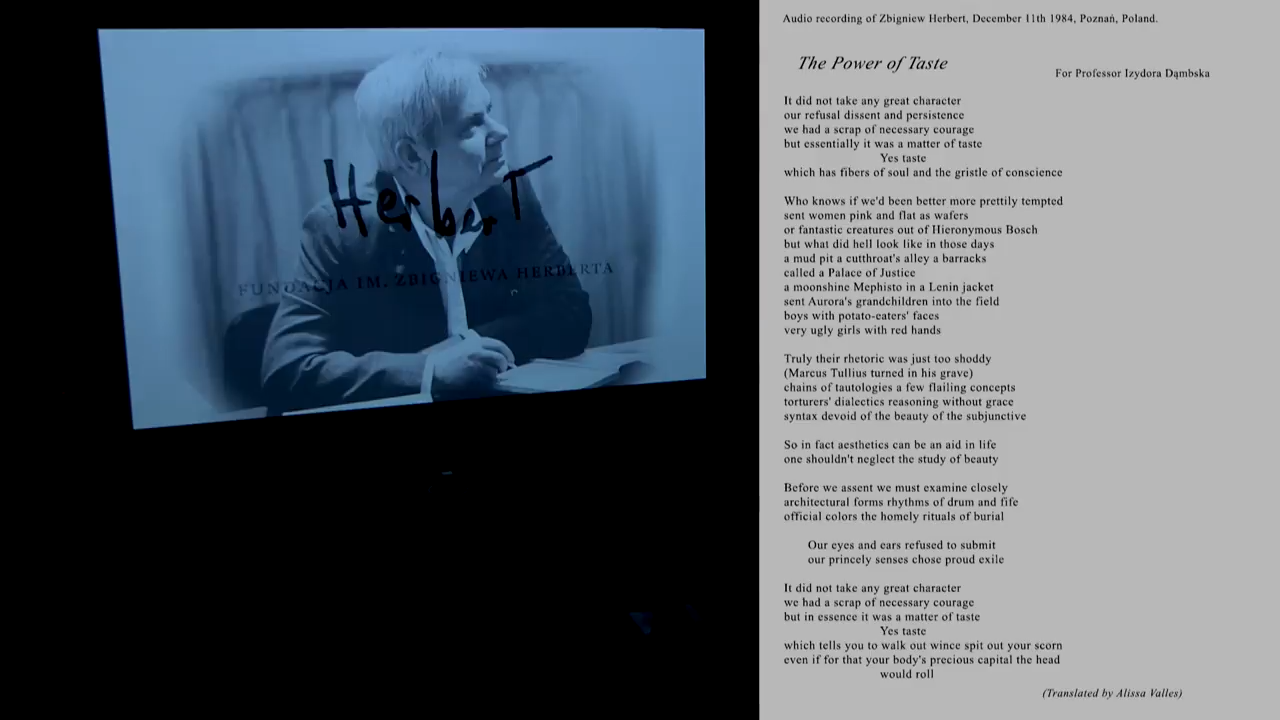 Herbert
FUNDACJA IM. ZBIGNIEWA HERBERTA
Audio recording of Zbigniew Herbert, December 11th 1984, Poznań, Poland.
The Power of Taste
For Professor Izydora Dąmbska
It did not take any great character
our refusal dissent and persistence
we had a scrap of necessary courage
but essentially it was a matter of taste
Yes taste
which has fibers of soul and the gristle of conscience
Who knows if we'd been better more prettily tempted
sent women pink and flat as wafers
or fantastic creatures out of Hieronymous Bosch
but what did hell look like in those days
a mud pit a cutthroat's alley a barracks
called a Palace of Justice
a moonshine Mephisto in a Lenin jacket
sent Aurora's grandchildren into the field
boys with potato-eaters' faces
very ugly girls with red hands
Truly their rhetoric was just too shoddy
(Marcus Tullius turned in his grave)
chains of tautologies a few flailing concepts
torturers' dialectics reasoning without grace
syntax devoid of the beauty of the subjunctive
So in fact aesthetics can be an aid in life
one shouldn't neglect the study of beauty
Before we assent we must examine closely
architectural forms rhythms of drum and fife
official colors the homely rituals of burial
Our eyes and ears refused to submit
our princely senses chose proud exile
It did not take any great character
we had a scrap of necessary courage
but in essence it was a matter of taste
Yes taste
which tells you to walk out wince spit out your scorn
even if for that your body's precious capital the head
would roll
(Translated by Alissa Valles)